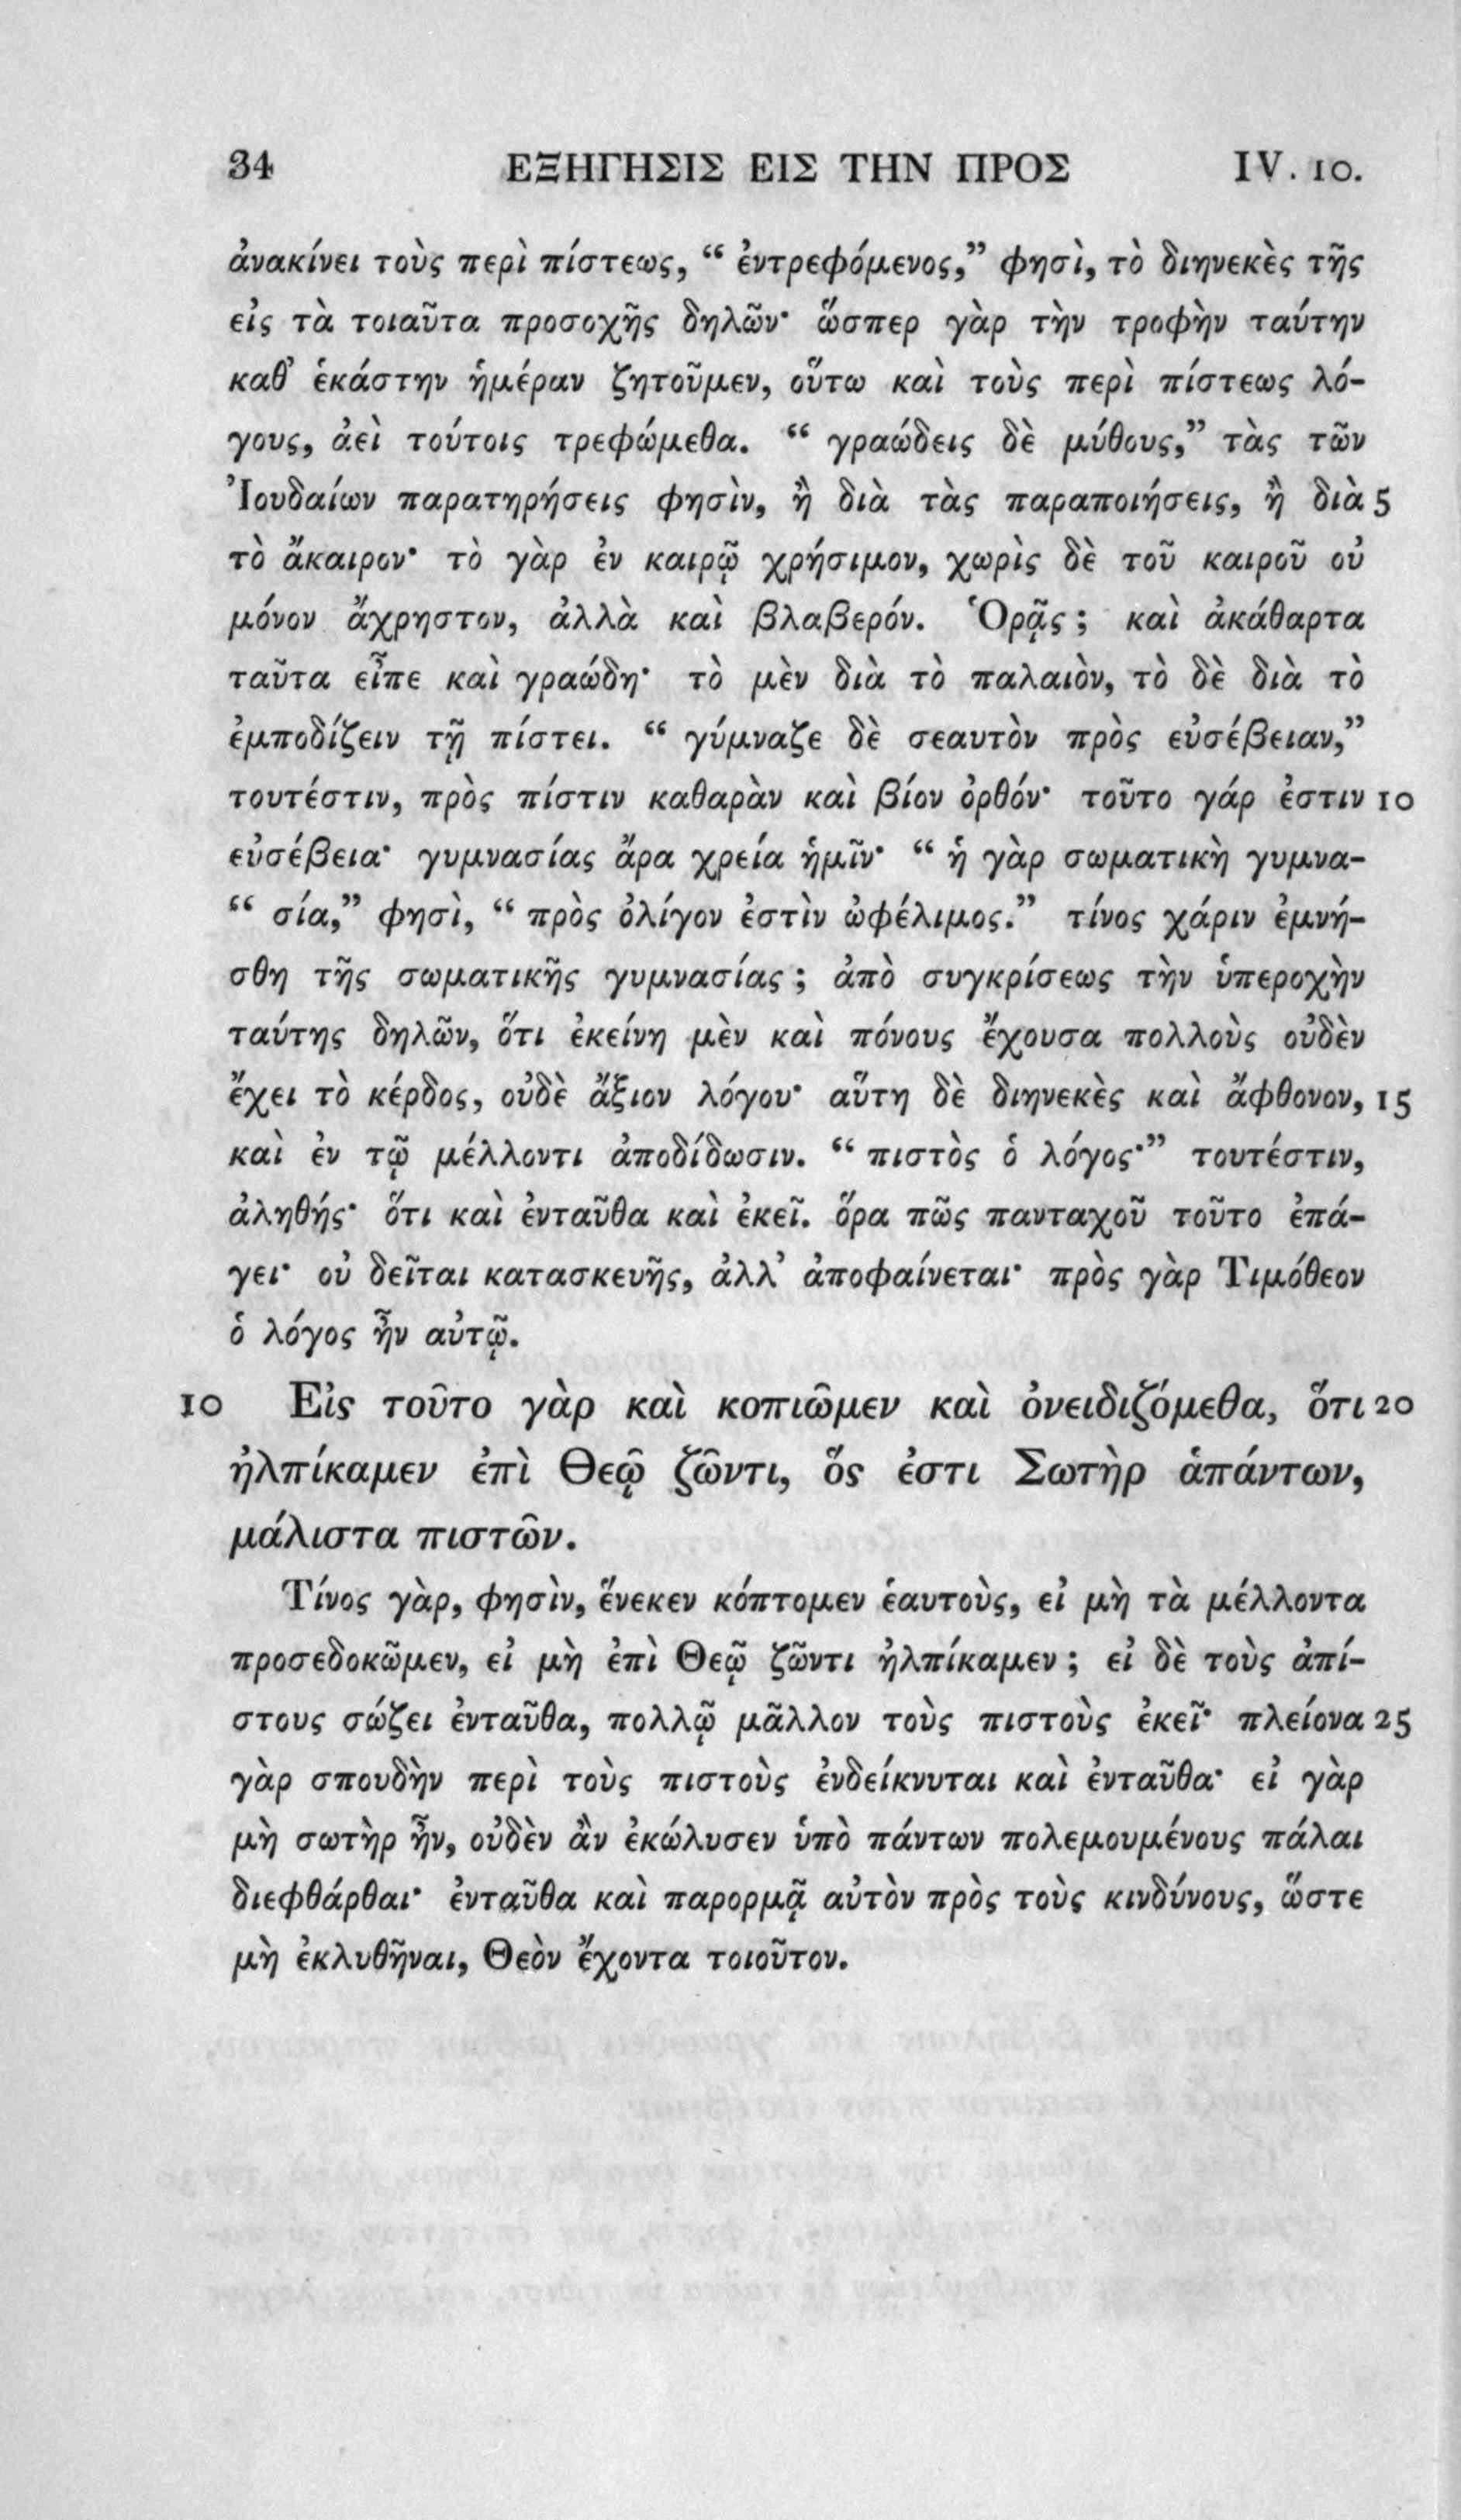 34 ΕΞΗΓΗΣΙΣ ΕΙΣ ΤΗΝ ΠΡΟΣ IV. 10.
ἀνακίνει τοὺς περὶ πίστεως, “ ἐντρεφόμενος,” φησὶ, τὸ διηνεκὲς τῆς
εἰς τὰ τοιαῦτα προσοχῆς δηλῶν· ὥσπερ γὰρ τὴν τροφὴν ταύτην
καθ’ ἑκάστην ἡμέραν ζητοῦμεν, οὕτω καὶ τοὺς περὶ πίστεως λό-
γους, ἀεὶ τούτοις τρεφώμεθα. “ γραώδεις δὲ μύθους,” τὰς τῶν
Ἰουδαίων παρατηρήσεις φησὶν, ἢ διὰ τὰς παραποιήσεις, ἢ διὰ 5
τὸ ἄκαιρον· τὸ γὰρ ἐν καιρῷ χρήσιμον, χωρὶς δὲ τοῦ καιροῦ οὐ
μόνον ἄχρηστον, ἀλλὰ καὶ βλαβερόν. Ὁρᾷς ; καὶ ἀκάθαρτα
ταῦτα εἶπε καὶ γραώδη· τὸ μὲν διὰ τὸ παλαιὸν, τὸ δὲ διὰ τὸ
ἐμποδίζειν τῇ πίστει. “ γύμναζε δὲ σεαυτὸν πρὸς εὐσέβειαν,”
τουτέστιν, πρὸς πίστιν καθαρὰν καὶ βίον ὀρθόν· τοῦτο γάρ ἐστιν 10
εὐσέβεια· γυμνασίας ἄρα χρεία ἡμῖν· “ ἡ γὰρ σωματικὴ γυμνα-
“ σία,” φησὶ, “ πρὸς ὀλίγον ἐστὶν ὠφέλιμος.” τίνος χάριν ἐμνή-
σθη τῆς σωματικῆς γυμνασίας ; ἀπὸ συγκρίσεως τὴν ὑπεροχὴν
ταύτης δηλῶν, ὅτι ἐκείνη μὲν καὶ πόνους ἔχουσα πολλοὺς οὐδὲν
ἔχει τὸ κέρδος, οὐδὲ ἄξιον λόγου· αὕτη δὲ διηνεκὲς καὶ ἄφθονον, 15
καὶ ἐν τῷ μέλλοντι ἀποδίδωσιν. “ πιστὸς ὁ λόγος·” τουτέστιν,
ἀληθής· ὅτι καὶ ἐνταῦθα καὶ ἐκεῖ. ὅρα πῶς πανταχοῦ τοῦτο ἐπά-
γει· οὐ δεῖται κατασκευῆς, ἀλλ’ ἀποφαίνεται· πρὸς γὰρ Τιμόθεον
ὁ λόγος ἦν αὐτῷ.
10 Εἰς τοῦτο γὰρ καὶ κοπιῶμεν καὶ ὀνειδιζόμεθα, ὅτι 20
ἠλπίκαμεν ἐπὶ Θεῷ ζῶντι, ὅς ἐστι Σωτὴρ ἁπάντων,
μάλιστα πιστῶν.
Τίνος γὰρ, φησὶν, ἕνεκεν κόπτομεν ἑαυτοὺς, εἰ μὴ τὰ μέλλοντα
προσεδοκῶμεν, εἰ μὴ ἐπὶ Θεῷ ζῶντι ἠλπίκαμεν ; εἰ δὲ τοὺς ἀπί-
στους σώζει ἐνταῦθα, πολλῷ μᾶλλον τοὺς πιστοὺς ἐκεῖ· πλείονα 25
γὰρ σπουδὴν περὶ τοὺς πιστοὺς ἐνδείκνυται καὶ ἐνταῦθα· εἰ γὰρ
μὴ σωτὴρ ἦν, οὐδὲν ἂν ἐκώλυσεν ὑπὸ πάντων πολεμουμένους πάλαι
διεφθάρθαι· ἐνταῦθα καὶ παρορμᾷ αὐτὸν πρὸς τοὺς κινδύνους, ὥστε
μὴ ἐκλυθῆναι, Θεὸν ἔχοντα τοιοῦτον.